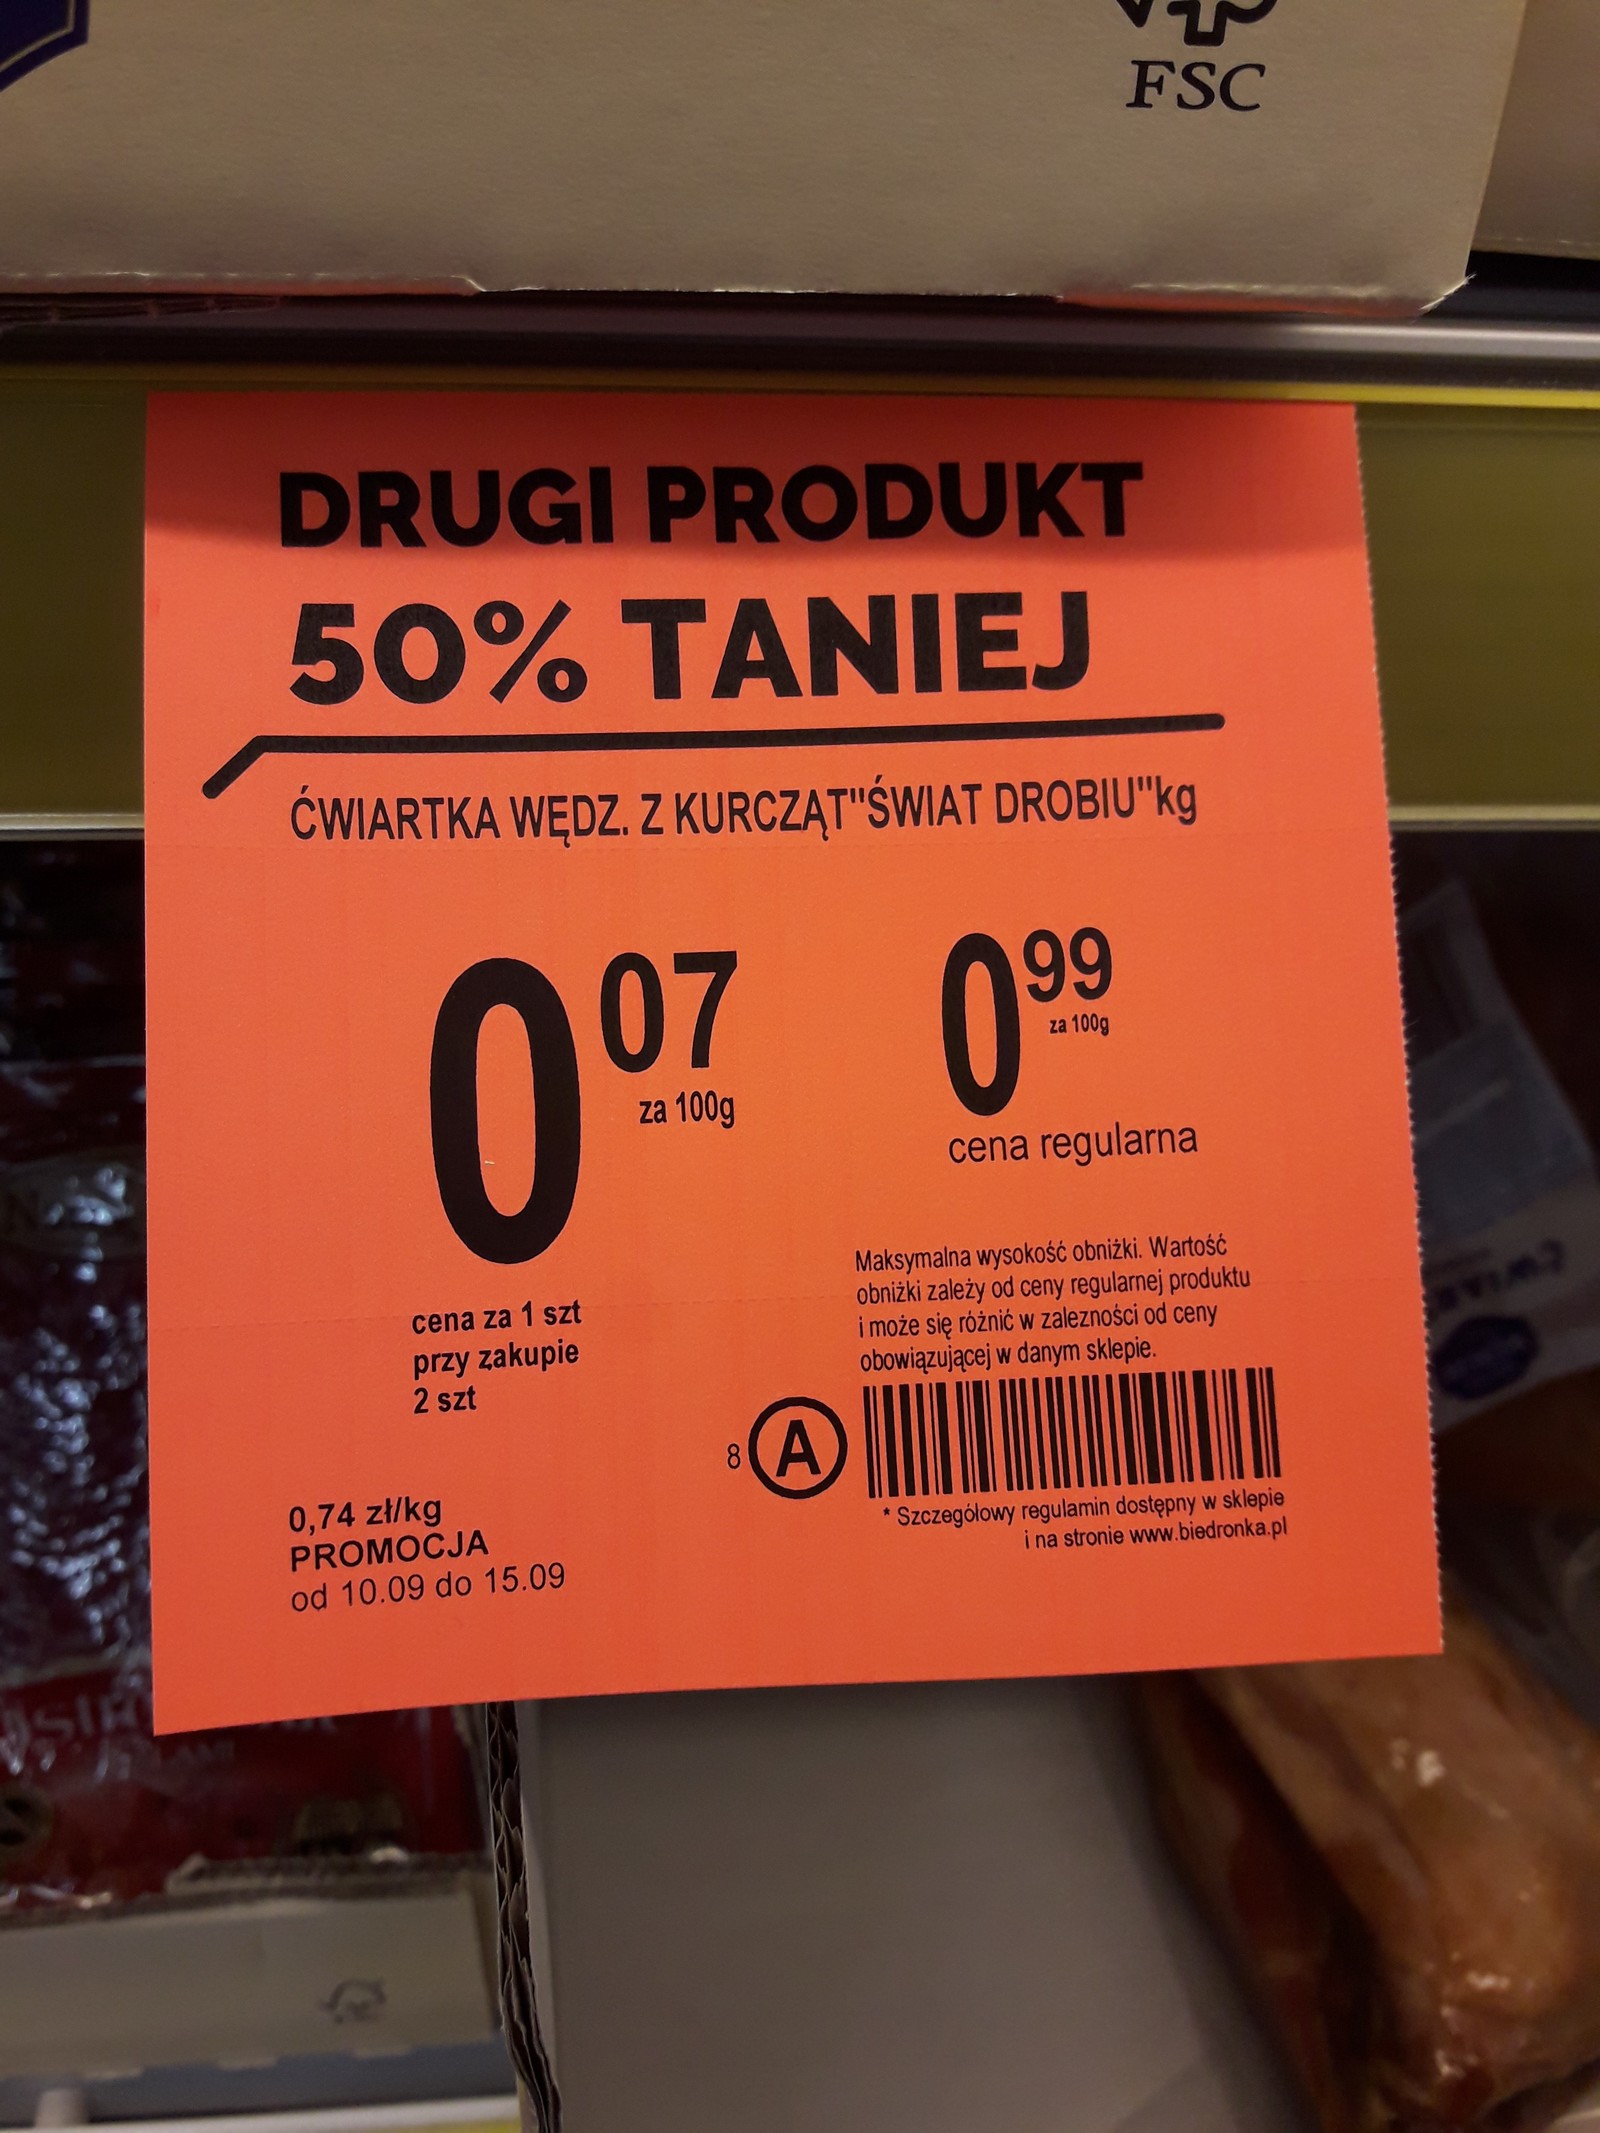 FSC
DRUGI PRODUKT
50% TANIEJ
ĆWIARTKA WĘDZ. Z KURCZĄT"ŚWIAT DROBIU"kg
0 07
za 100g
0 99
za 100g
cena regularna
cena za 1 szt
przy zakupie
2 szt
Maksymalna wysokość obniżki. Wartość
obniżki zależy od ceny regularnej produktu
i może się różnić w zalezności od ceny
obowiązującej w danym sklepie.
8 A
* Szczegółowy regulamin dostępny w sklepie
i na stronie www.biedronka.pl
0,74 zł/kg
PROMOCJA
od 10.09 do 15.09